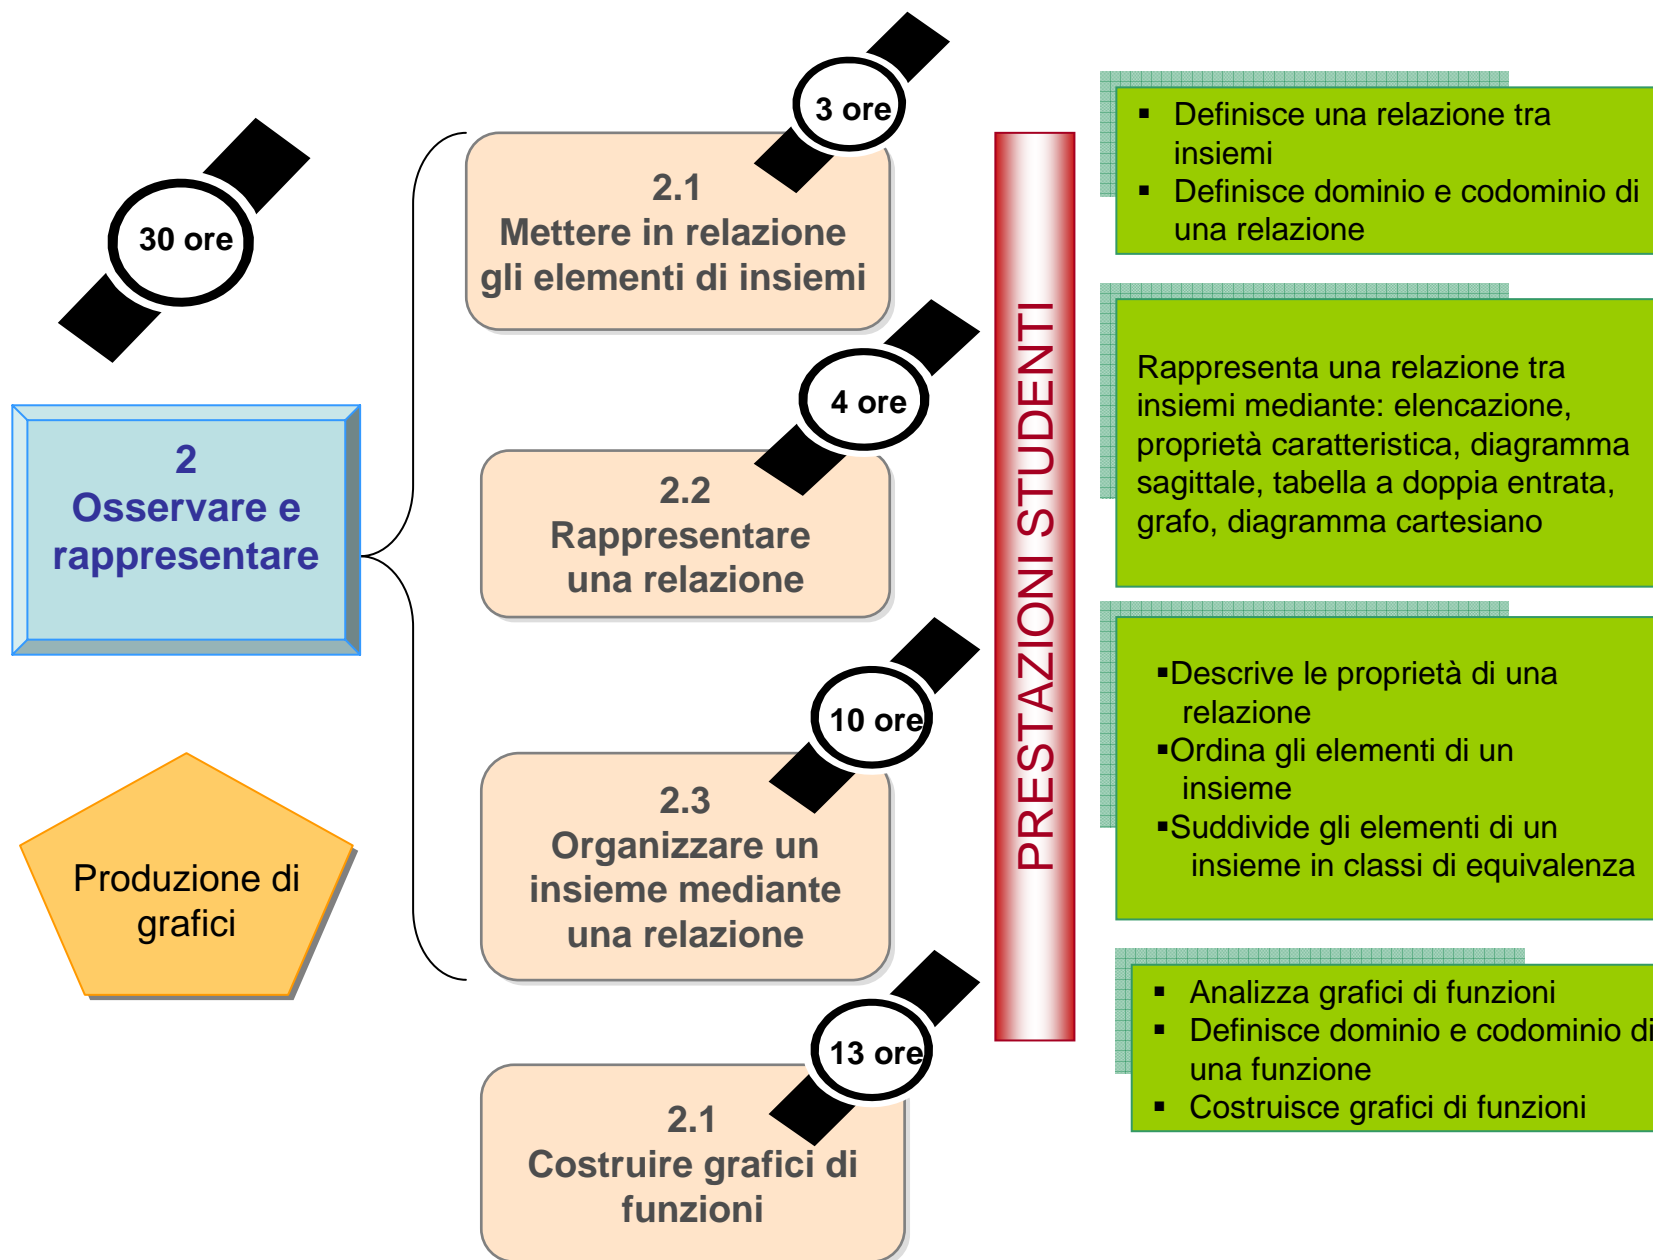 30 ore
2
Osservare e
rappresentare
Produzione di
grafici
3 ore
2.1
Mettere in relazione
gli elementi di insiemi
4 ore
2.2
Rappresentare
una relazione
10 ore
2.3
Organizzare un
insieme mediante
una relazione
13 ore
2.1
Costruire grafici di
funzioni
PRESTAZIONI STUDENTI
▪ Definisce una relazione tra
insiemi
▪ Definisce dominio e codominio di
una relazione
Rappresenta una relazione tra
insiemi mediante: elencazione,
proprietà caratteristica, diagramma
sagittale, tabella a doppia entrata,
grafo, diagramma cartesiano
▪Descrive le proprietà di una
relazione
▪Ordina gli elementi di un
insieme
▪Suddivide gli elementi di un
insieme in classi di equivalenza
▪ Analizza grafici di funzioni
▪ Definisce dominio e codominio di
una funzione
▪ Costruisce grafici di funzioni